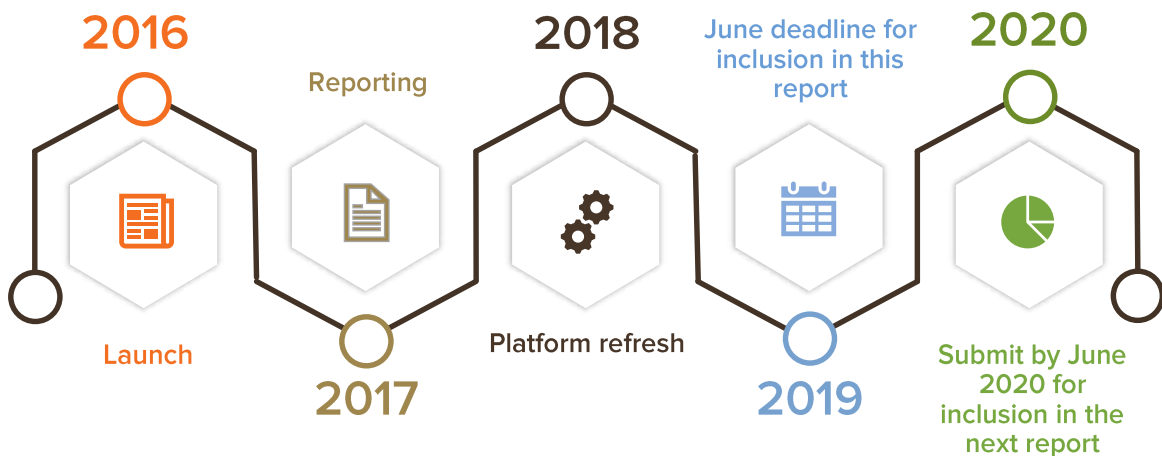 2016
Launch
Reporting
2017
2018
Platform refresh
June deadline for
inclusion in this
report
2019
2020
Submit by June
2020 for
inclusion in the
next report